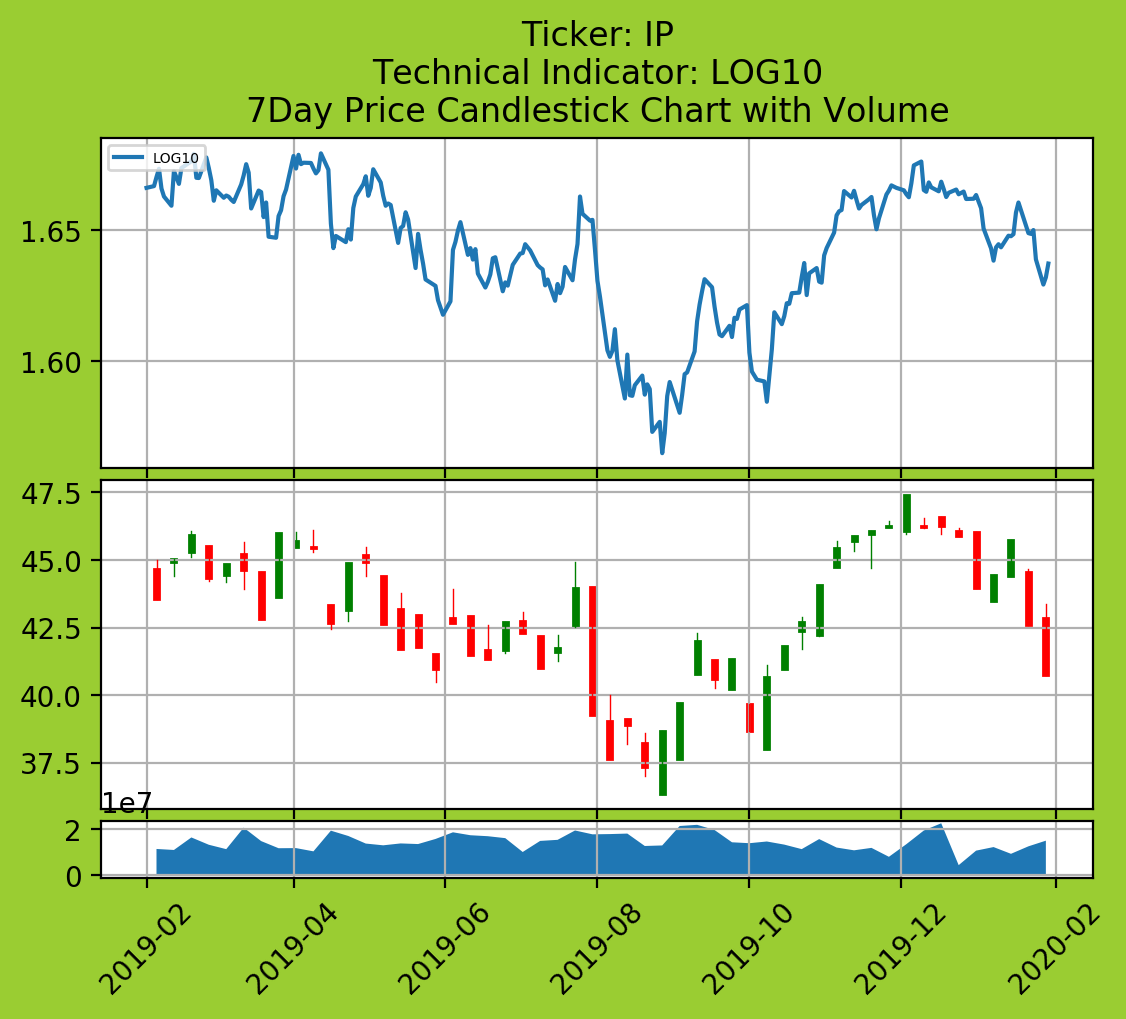 Ticker: IP
Technical Indicator: LOG10
7Day Price Candlestick Chart with Volume
LOG10
1.65
1.60
47.5
45.0
42.5
40.0
37.5
1e7
2
0
2019-02 2019-04 2019-06 2019-08 2019-10 2019-12 2020-02